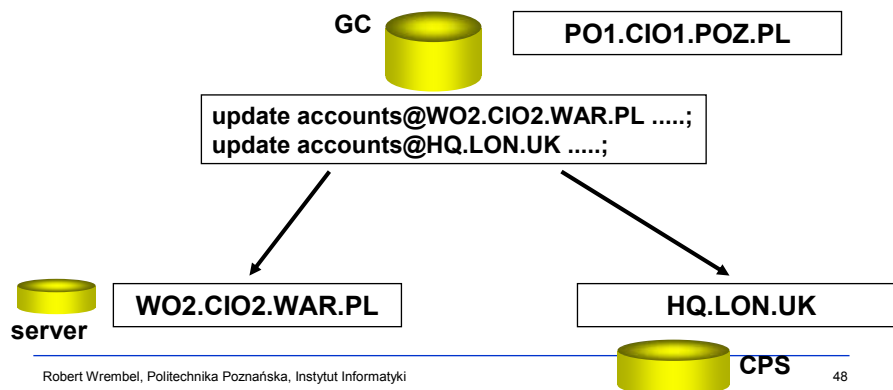 GC
PO1.CIO1.POZ.PL
update accounts@WO2.CIO2.WAR.PL .....;
update accounts@HQ.LON.UK .....;
WO2.CIO2.WAR.PL
HQ.LON.UK
server
CPS
Robert Wrembel, Politechnika Poznańska, Instytut Informatyki
48